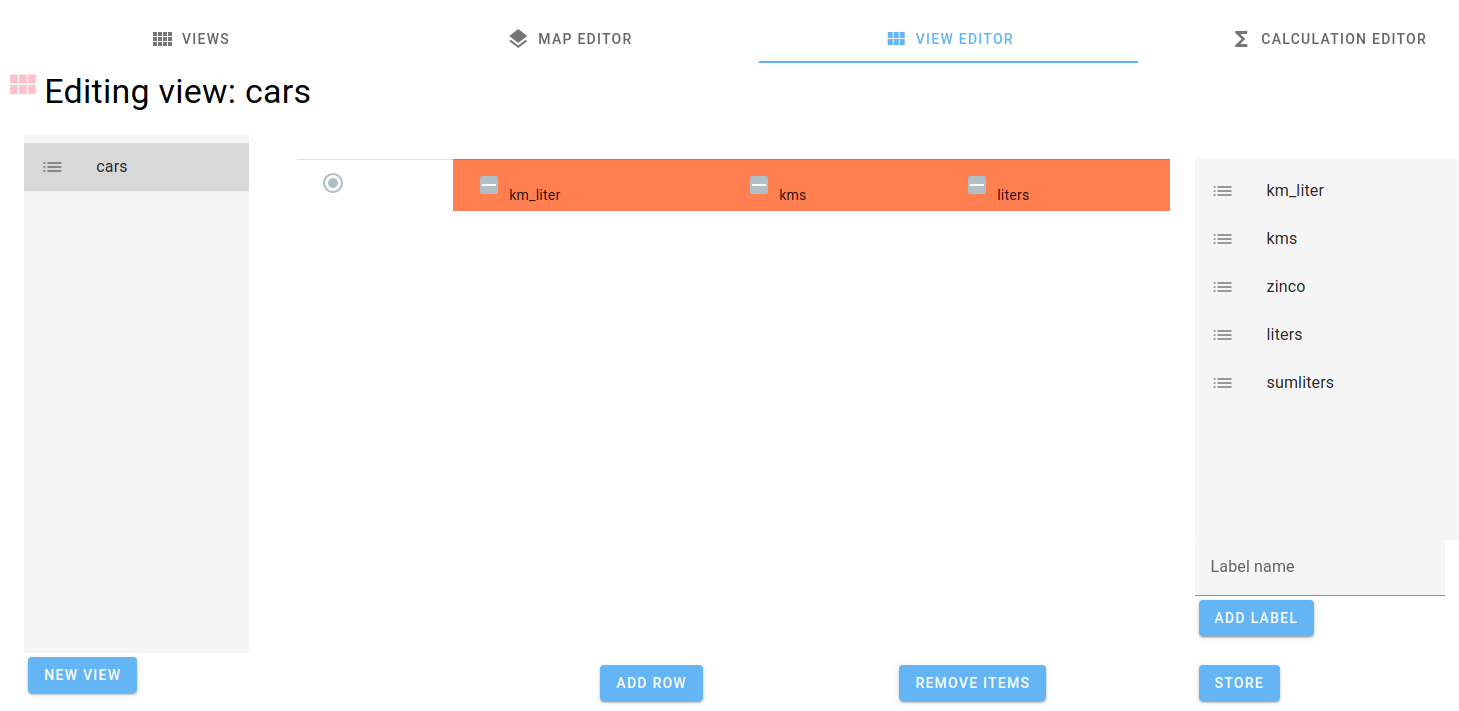 VIEWS
MAP EDITOR
VIEW EDITOR
CALCULATION EDITOR
Editing view: cars
cars
km_liter
kms
liters
km_liter
kms
zinco
liters
sumliters
Label name
ADD LABEL
NEW VIEW
ADD ROW
REMOVE ITEMS
STORE